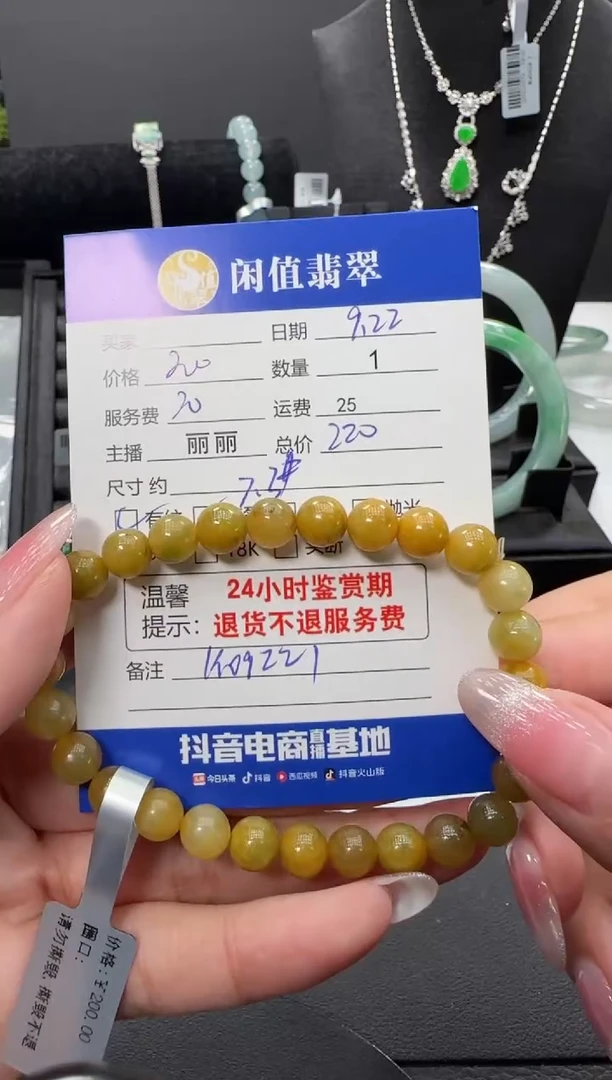 闲值翡翠
买家 日期 9.22
价格 200 数量 1
服务费 20 运费 25
主播 丽丽 总价 220
尺寸约 7.3#
18K 买断
温馨 24小时鉴赏期
提示: 退货不退服务费
备注 K09221
抖音电商直播基地
今日头条 抖音 西瓜视频 抖音火山版
价格:¥200.00
圈口:
请勿撕毁 撕毁不退